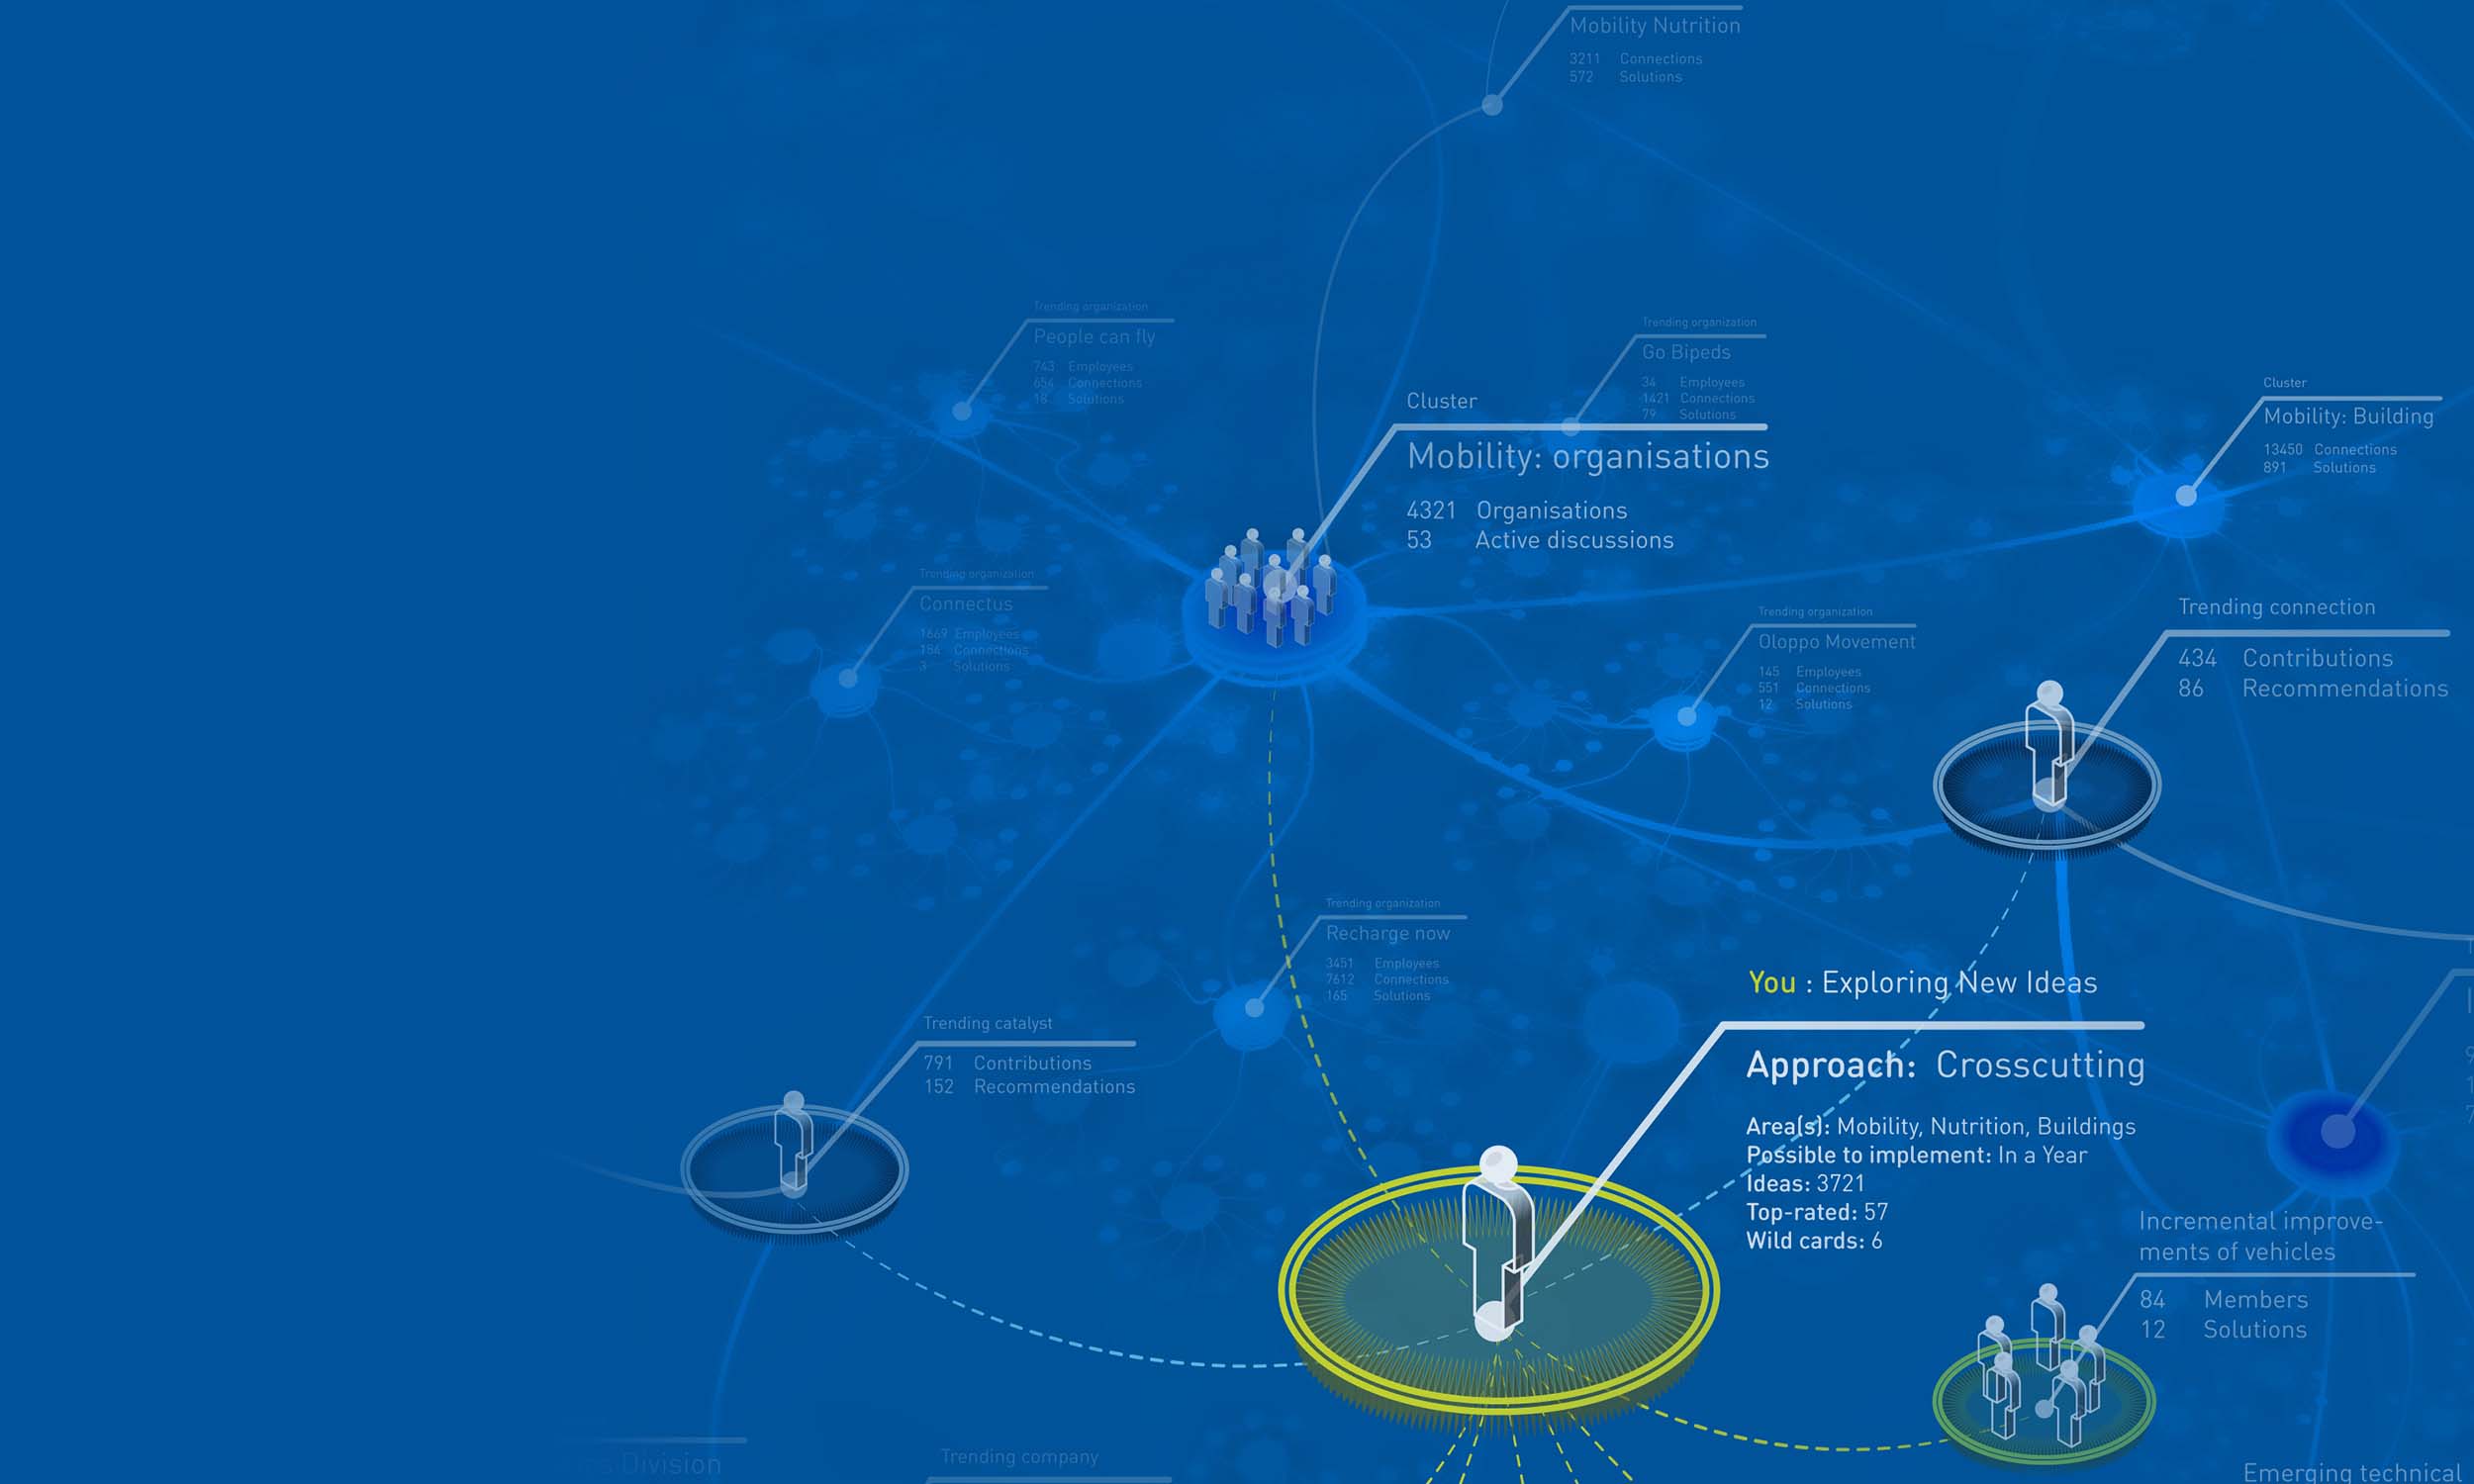 Mobility Nutrition
3211 Connections
572 Solutions
Trending organization
People can fly
743 Employees
654 Connections
18 Solutions
Trending organization
Go Bipeds
34 Employees
1421 Connections
79 Solutions
Cluster
Mobility: organisations
4321 Organisations
53 Active discussions
Cluster
Mobility: Building
13450 Connections
891 Solutions
Trending organization
Connectus
1669 Employees
154 Connections
3 Solutions
Trending organization
Oloppo Movement
145 Employees
551 Connections
12 Solutions
Trending connection
434 Contributions
86 Recommendations
Trending organization
Recharge now
3451 Employees
7612 Connections
165 Solutions
You : Exploring New Ideas
Approach: Crosscutting
Area(s): Mobility, Nutrition, Buildings
Possible to implement: In a Year
Ideas: 3721
Top-rated: 57
Wild cards: 6
Trending catalyst
791 Contributions
152 Recommendations
Incremental improve-
ments of vehicles
84 Members
12 Solutions
Division
Trending company
Emerging technical